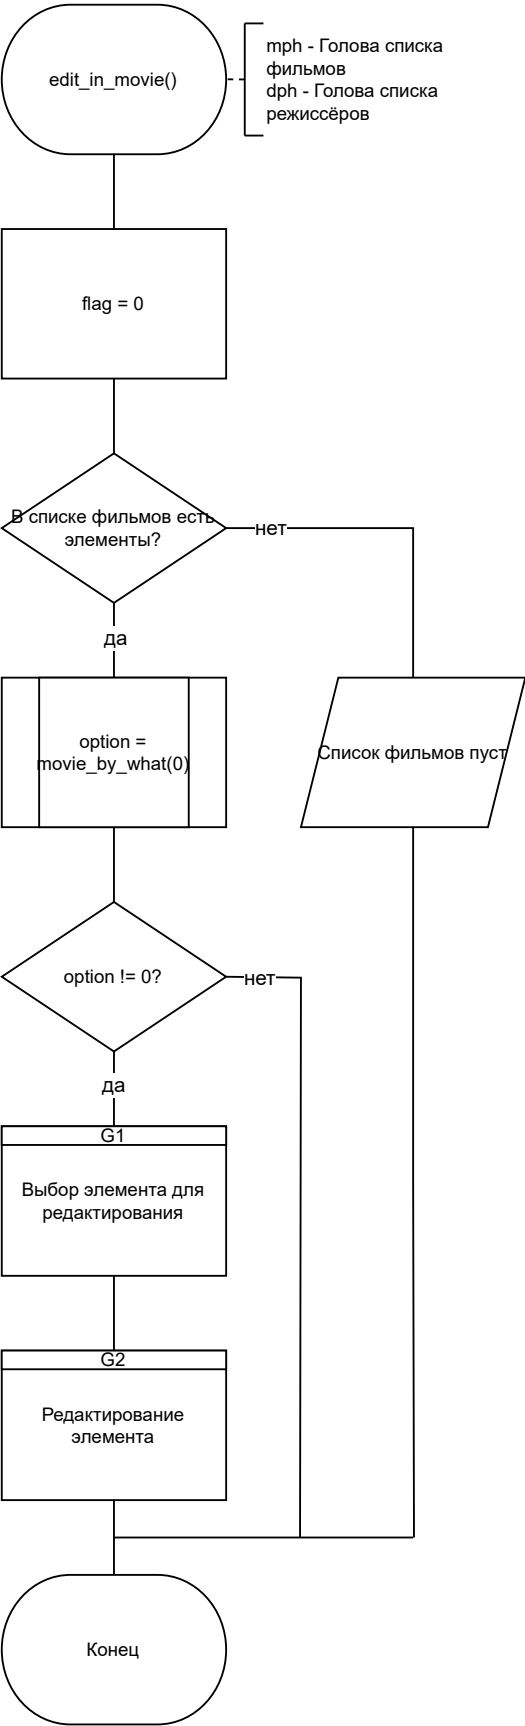 edit_in_movie()
mph - Голова списка
фильмов
dph - Голова списка
режиссёров
flag = 0
В списке фильмов есть
элементы?
нет
да
option =
movie_by_what(0)
Список фильмов пуст
option != 0?
нет
да
G1
Выбор элемента для
редактирования
G2
Редактирование
элемента
Конец